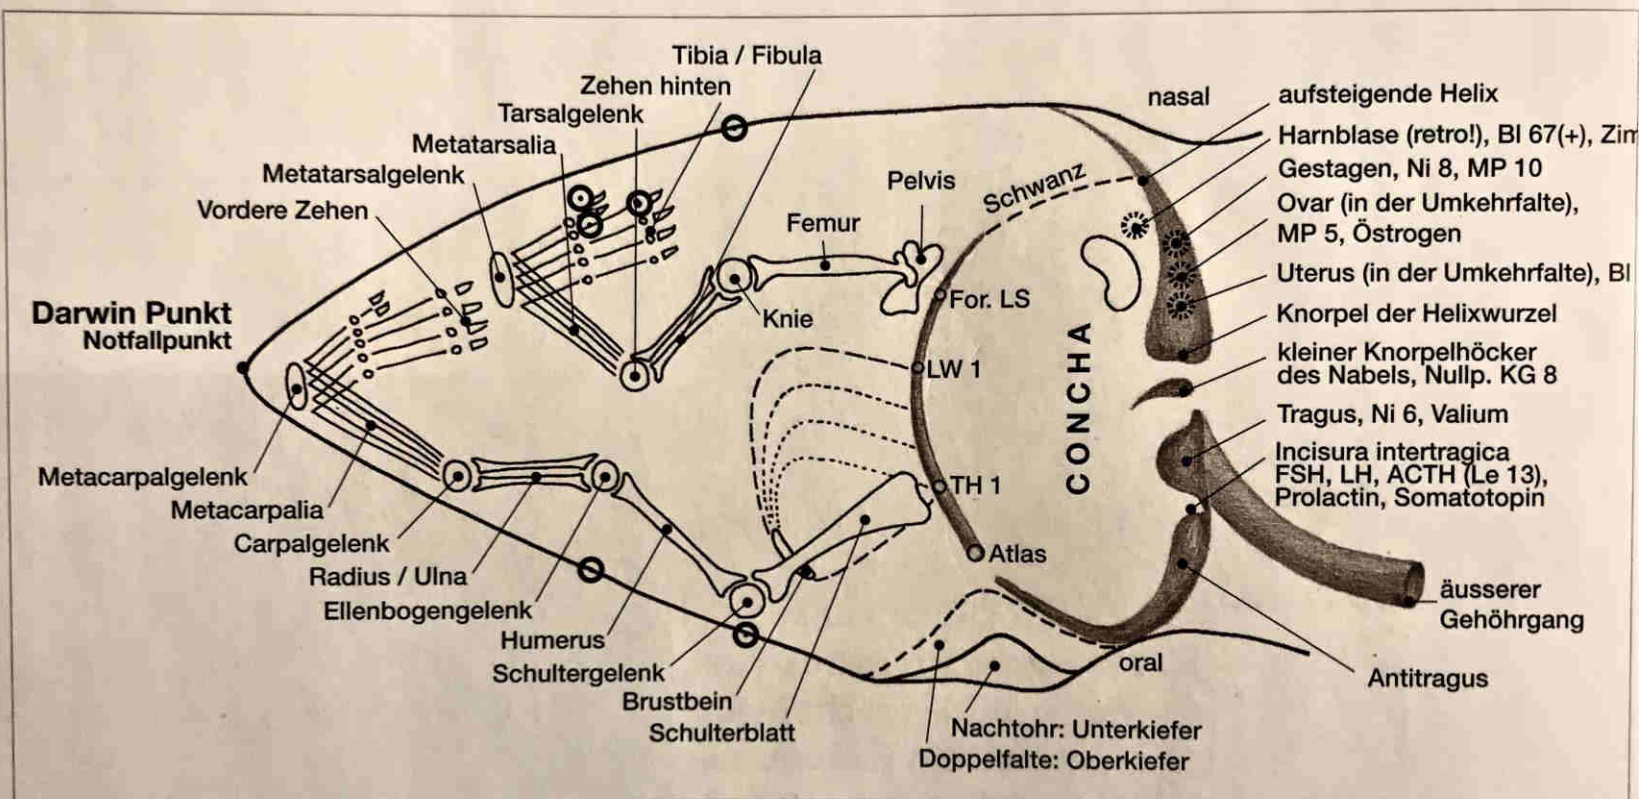 Tibia / Fibula
Zehen hinten
Tarsalgelenk
Metatarsalia
Metatarsalgelenk
Vordere Zehen
Darwin Punkt
Notfallpunkt
Metacarpalgelenk
Metacarpalia
Carpalgelenk
Radius / Ulna
Ellenbogengelenk
Humerus
Schultergelenk
Brustbein
Schulterblatt
Femur
Pelvis
Knie
Schwanz
For. LS
LW 1
TH 1
Atlas
CONCHA
nasal
oral
Nachtohr: Unterkiefer
Doppelfalte: Oberkiefer
aufsteigende Helix
Harnblase (retro!), Bl 67(+),
Gestagen, Ni 8, MP 10
Ovar (in der Umkehrfalte),
MP 5, Östrogen
Uterus (in der Umkehrfalte), Bl
Knorpel der Helixwurzel
kleiner Knorpelhöcker
des Nabels, Nullp. KG 8
Tragus, Ni 6, Valium
Incisura intertragica
FSH, LH, ACTH (Le 13),
Prolactin, Somatotopin
äusserer
Gehöhrgang
Antitragus